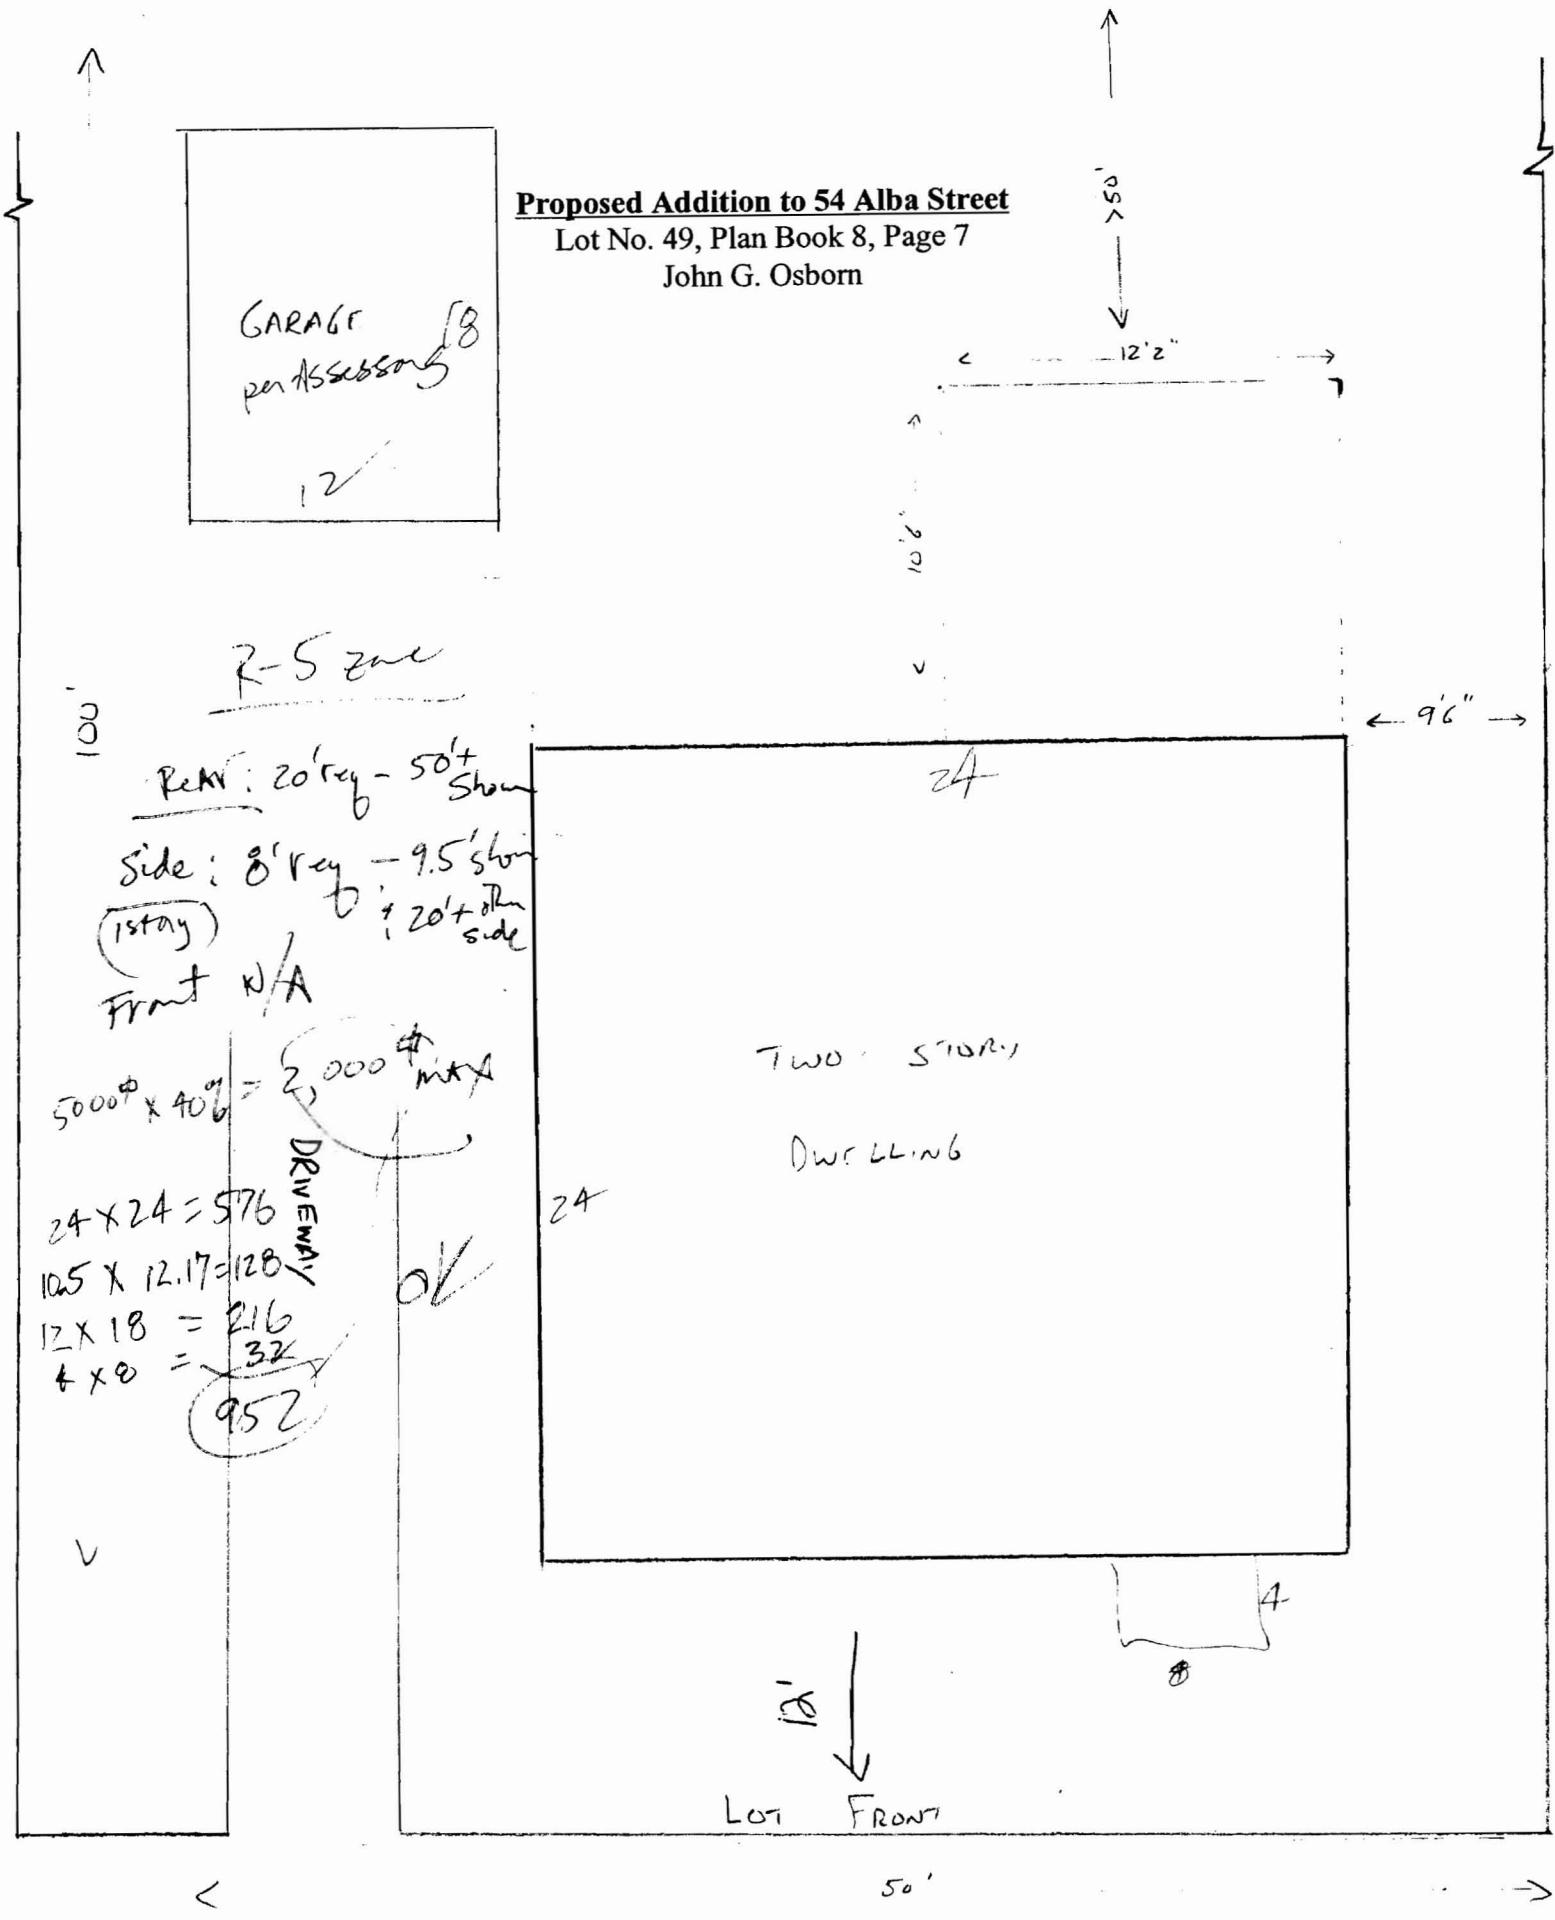 Proposed Addition to 54 Alba Street
Lot No. 49, Plan Book 8, Page 7
John G. Osborn
>50'
GARAGE 18
per Assessors
12
12'2"
10'6"
R-5 zone
100'
9'6"
Rear: 20' req - 50'+
Shown
24
Side: 8' req - 9.5' show
(1story) & 20'+ other
side
Front N/A
5000⌀ x 40% = 2,000⌀ max
TWO STORY
DWELLING
DRIVEWAY
24 X 24 = 576
24
10.5 X 12.17 = 128
OK
12 X 18 = 216
4 x 8 = 32
952
4
8
12'
LOT FRONT
50'